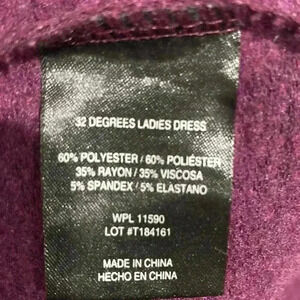 32 DEGREES LADIES DRESS
60% POLYESTER / 60% POLIÉSTER
35% RAYON / 35% VISCOSA
5% SPANDEX / 5% ELASTANO
WPL 11590
LOT #T184161
MADE IN CHINA
HECHO EN CHINA